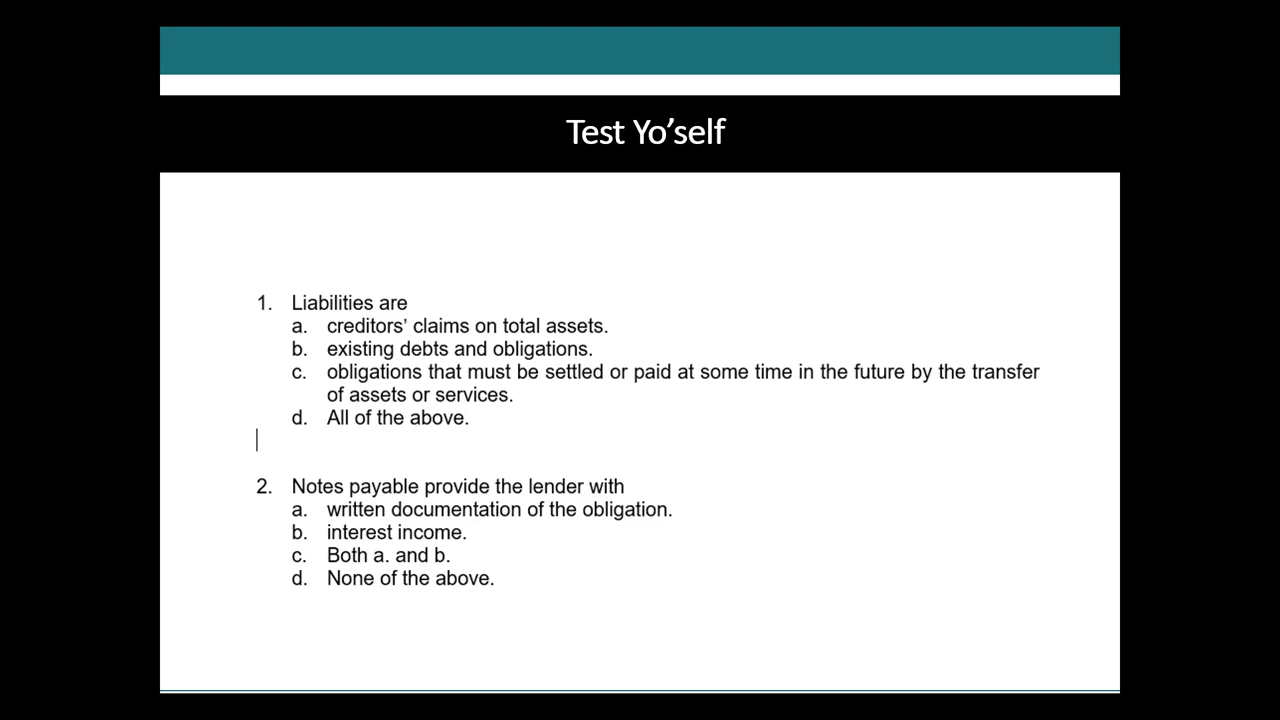 Test Yo’self
1. Liabilities are
a. creditors’ claims on total assets.
b. existing debts and obligations.
c. obligations that must be settled or paid at some time in the future by the transfer
of assets or services.
d. All of the above.
2. Notes payable provide the lender with
a. written documentation of the obligation.
b. interest income.
c. Both a. and b.
d. None of the above.